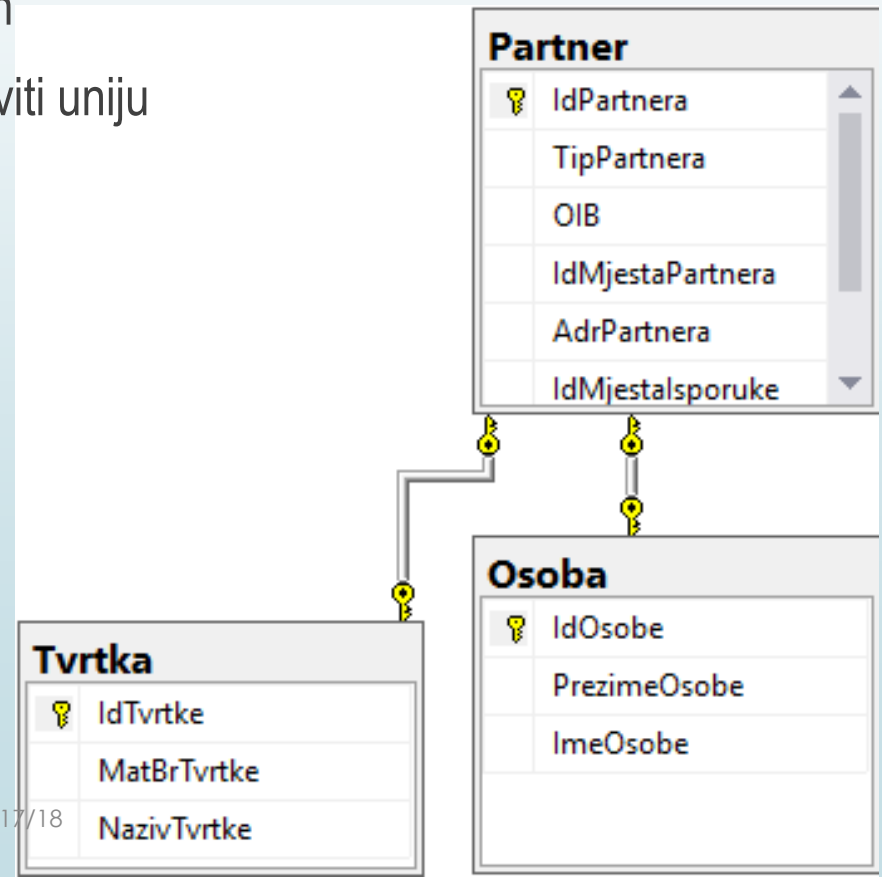 viti uniju
Partner
IdPartnera
TipPartnera
OIB
IdMjestaPartnera
AdrPartnera
IdMjestaIsporuke
Osoba
IdOsobe
PrezimeOsobe
ImeOsobe
Tvrtka
IdTvrtke
MatBrTvrtke
NazivTvrtke
17/18